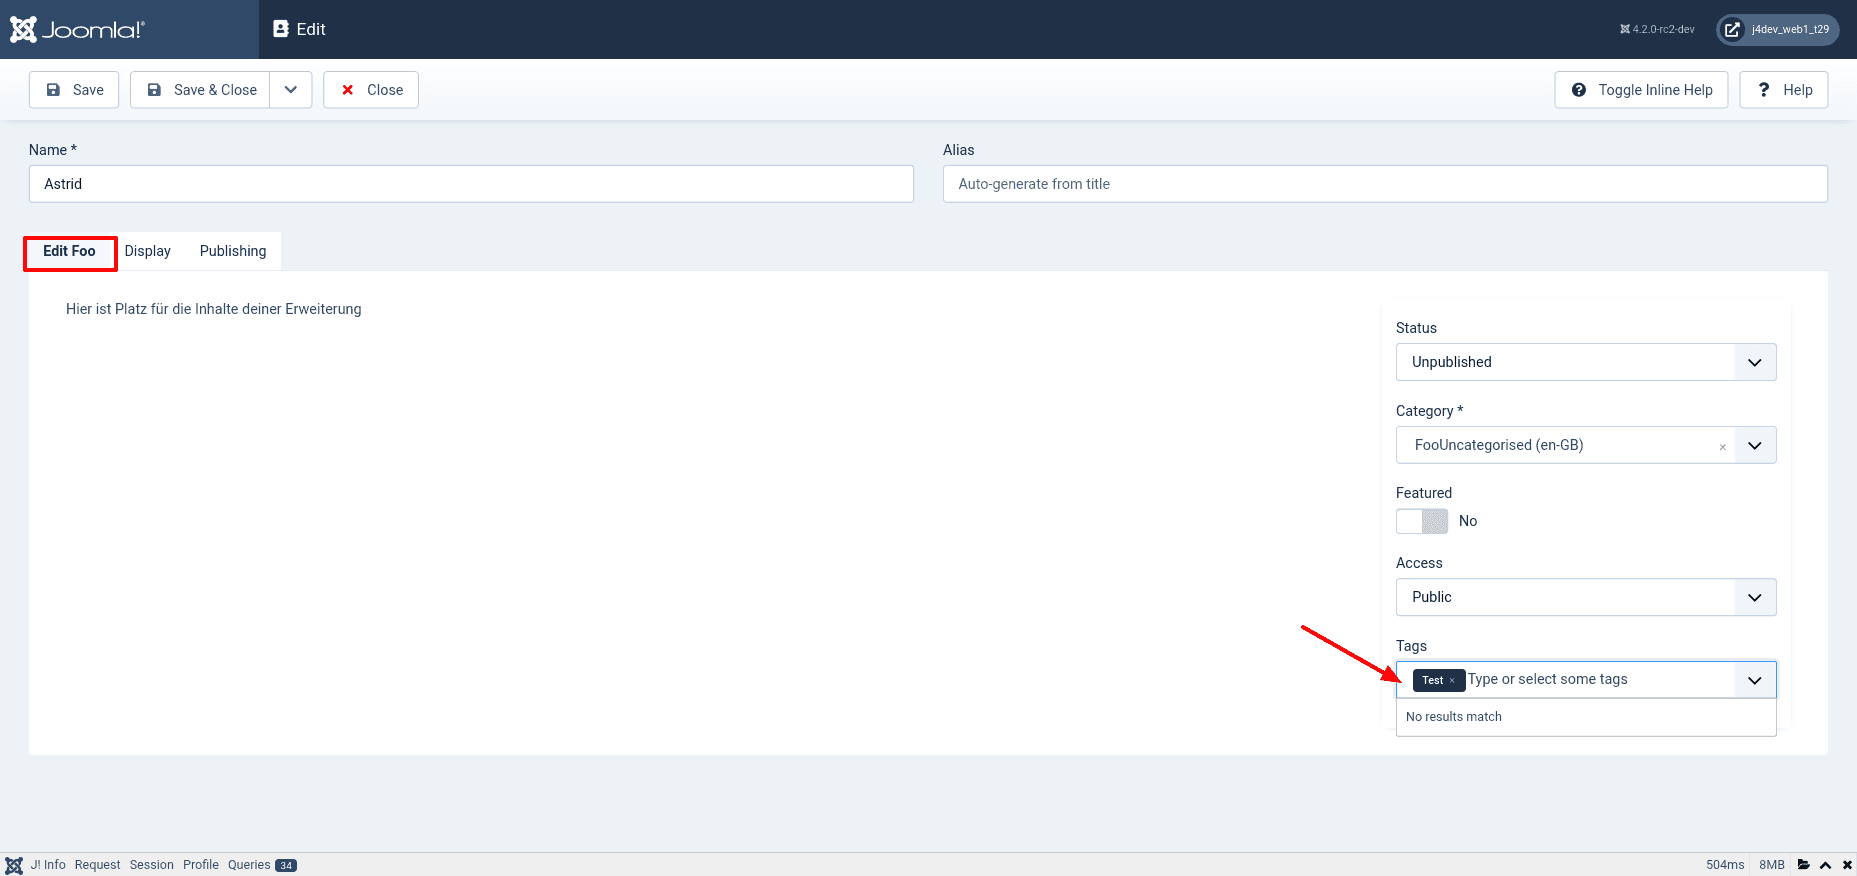 Joomla!
Edit
4.2.0-rc2-dev
j4dev_web1_t29
Save
Save & Close
Close
Toggle Inline Help
Help
Name *
Alias
Astrid
Auto-generate from title
Edit Foo
Display
Publishing
Hier ist Platz für die Inhalte deiner Erweiterung
Status
Unpublished
Category *
FooUncategorised (en-GB)
Featured
No
Access
Public
Tags
Test × Type or select some tags
No results match
J! Info Request Session Profile Queries 34
504ms 8MB